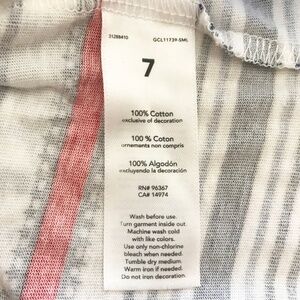 31288410 GCL11739-SML
7
100% Cotton
exclusive of decoration
100 % Coton
ornements non compris
100% Algodón
excluyendo la decoración
RN# 96367
CA# 14974
Wash before use.
Turn garment inside out.
Machine wash cold
with like colors.
Use only non-chlorine
bleach when needed.
Tumble dry medium.
Warm iron if needed.
Do not iron decoration.